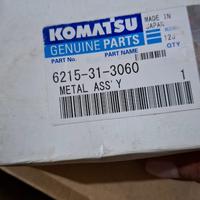 KOMATSU
GENUINE PARTS
MADE IN
JAPAN
Part No.
Part Name
QTY
6215-31-3060
1
METAL ASS'Y